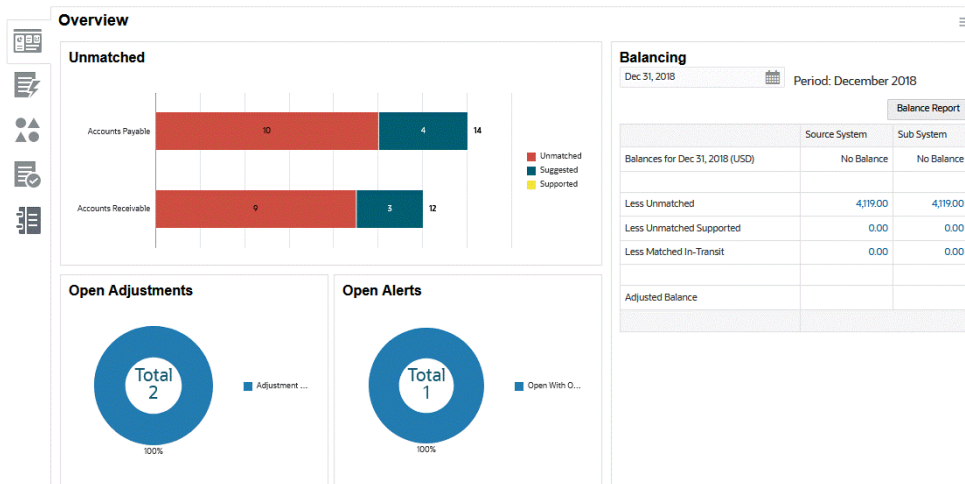 Overview
Unmatched
Accounts Payable
10
4
14
Accounts Receivable
9
3
12
Unmatched
Suggested
Supported
Open Adjustments
Total
2
100%
Adjustment ...
Open Alerts
Total
1
100%
Open With O...
Balancing
Dec 31, 2018
Period: December 2018
Balance Report
Source System Sub System
Balances for Dec 31, 2018 (USD) No Balance No Balance
Less Unmatched 4,119.00 4,119.00
Less Unmatched Supported 0.00 0.00
Less Matched In-Transit 0.00 0.00
Adjusted Balance